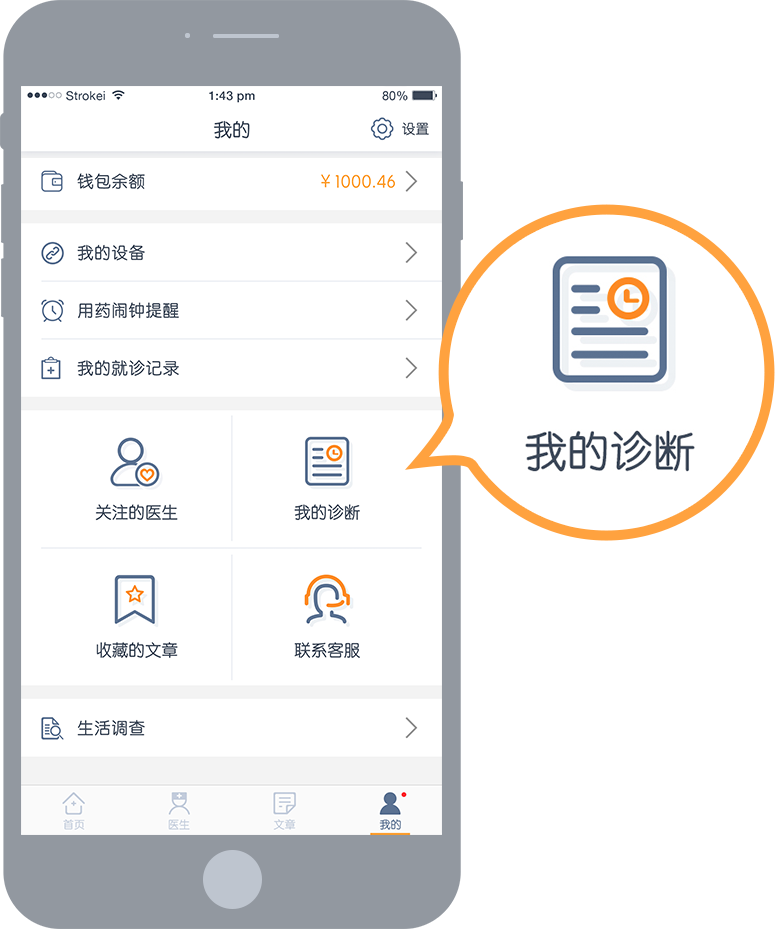 Strokei 1:43 pm 80%
我的 设置
钱包余额 ￥1000.46
我的设备
用药闹钟提醒
我的就诊记录
关注的医生 我的诊断
收藏的文章 联系客服
生活调查
首页 医生 文章 我的
我的诊断